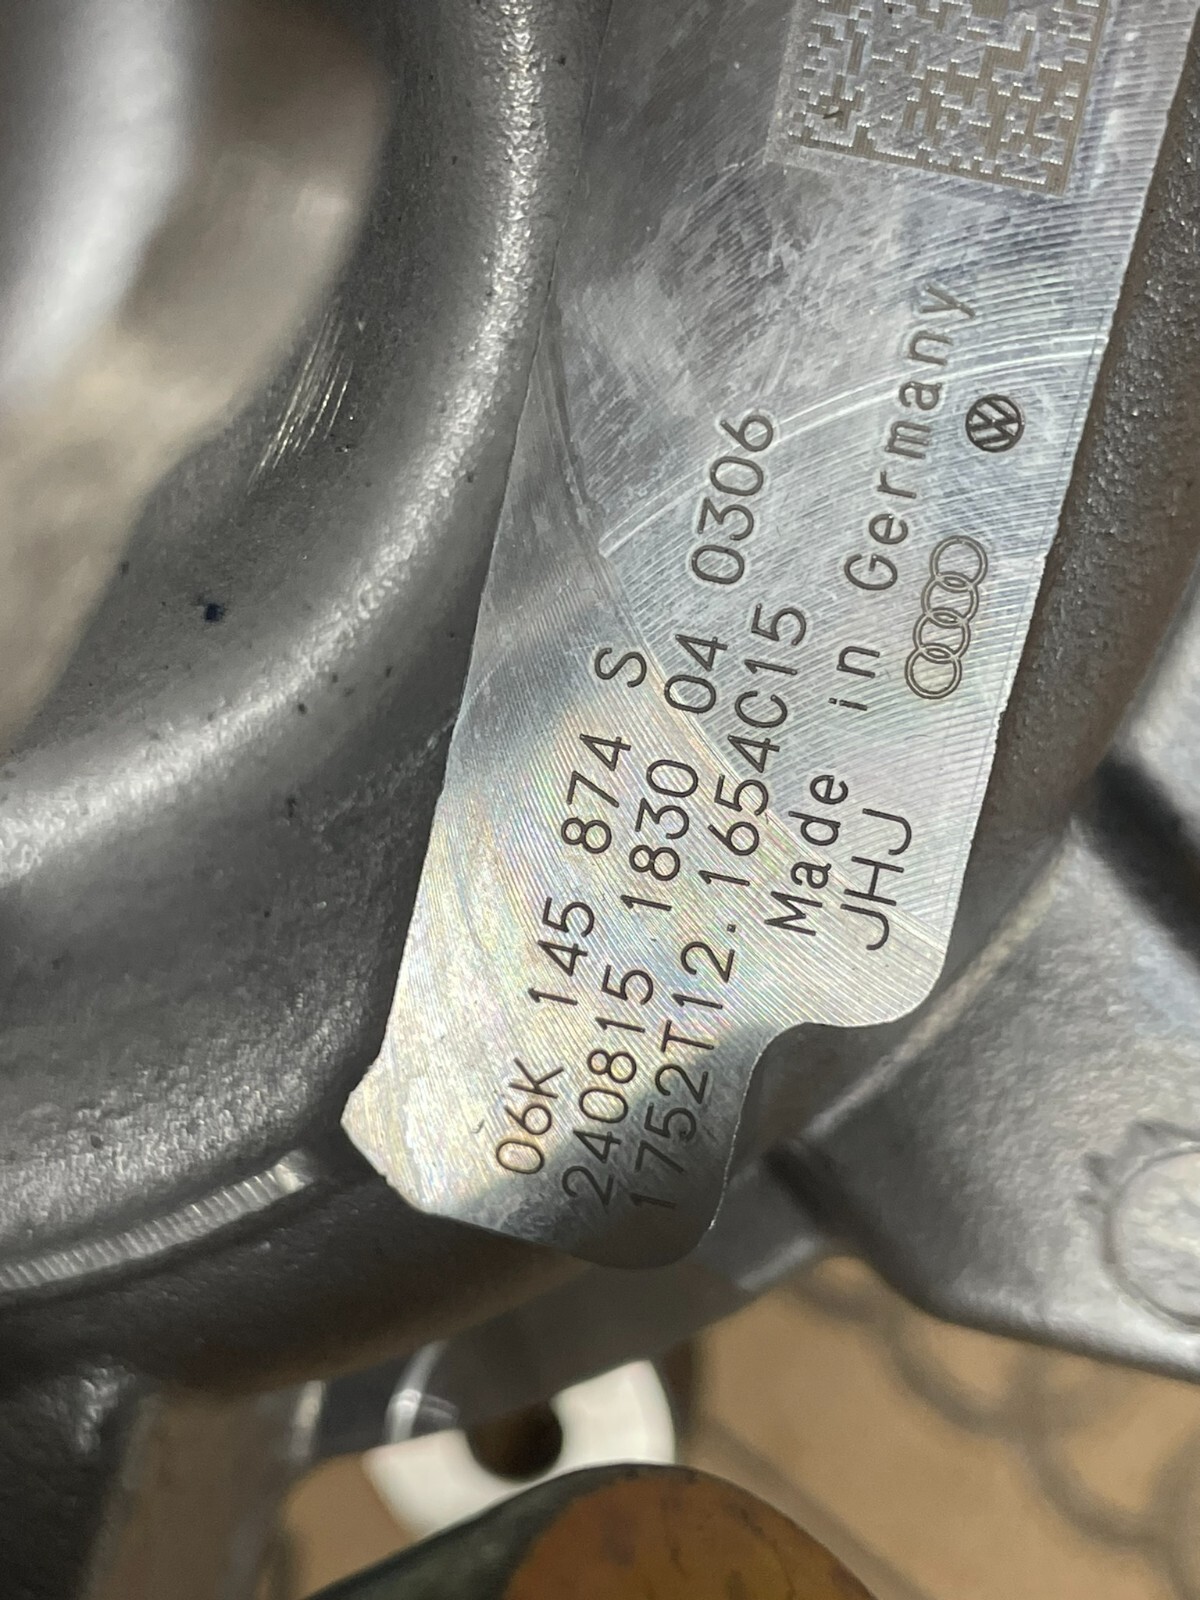 06K 145 874 S
240815 1830 04 0306
1752T12.1654C15
Made in Germany
JHJ